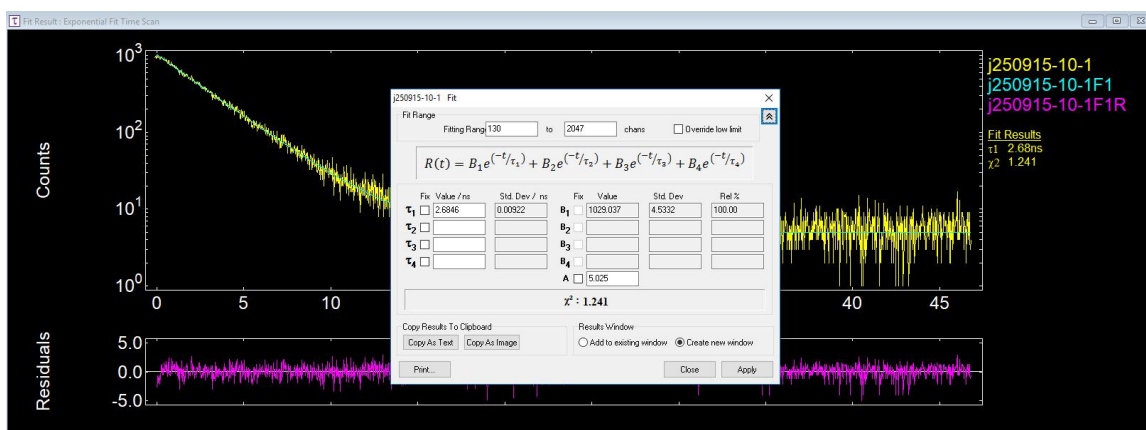 Fit Result : Exponential Fit Time Scan
10³
10²
10¹
10⁰
Counts
0 5 10 40 45
5.0
0.0
-5.0
Residuals
j250915-10-1
j250915-10-1F1
j250915-10-1F1R
Fit Results
τ1 2.68ns
χ2 1.241
j250915-10-1 Fit
Fit Range
Fitting Rang 130 to 2047 chans Override low limit
R(t) = B₁e^(-t/τ₁) + B₂e^(-t/τ₂) + B₃e^(-t/τ₃) + B₄e^(-t/τ₄)
Fix Value / ns Std. Dev / ns Fix Value Std. Dev Rel %
τ₁ 2.6846 0.00922 B₁ 1029.037 4.5332 100.00
τ₂ B₂
τ₃ B₃
τ₄ B₄
A 5.025
χ² : 1.241
Copy Results To Clipboard
Copy As Text Copy As Image
Results Window
Add to existing window Create new window
Print... Close Apply